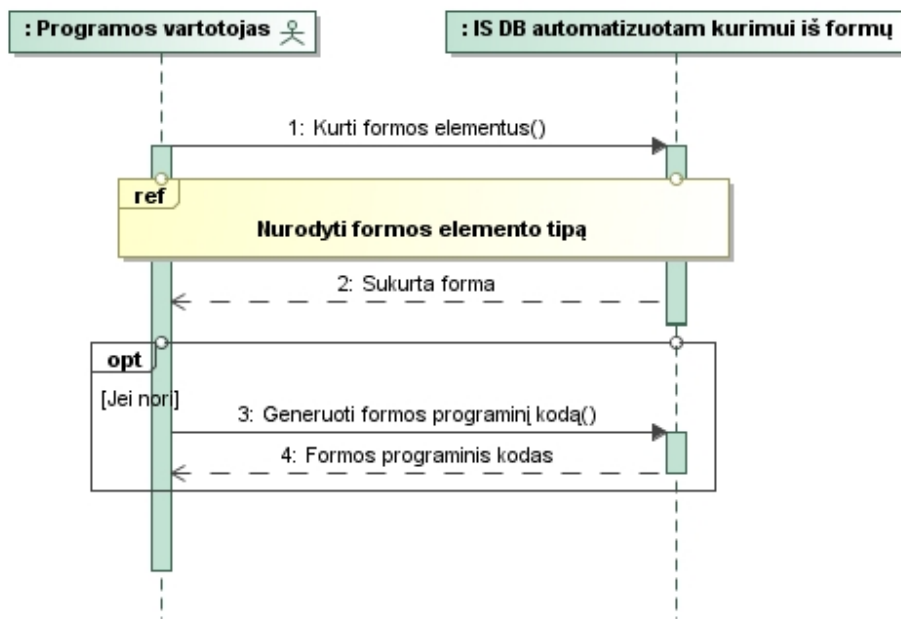 : Programos vartotojas
: IS DB automatizuotam kurimui iš formų
1: Kurti formos elementus()
ref
Nurodyti formos elemento tipą
2: Sukurta forma
opt
[Jei nori]
3: Generuoti formos programinį kodą()
4: Formos programinis kodas